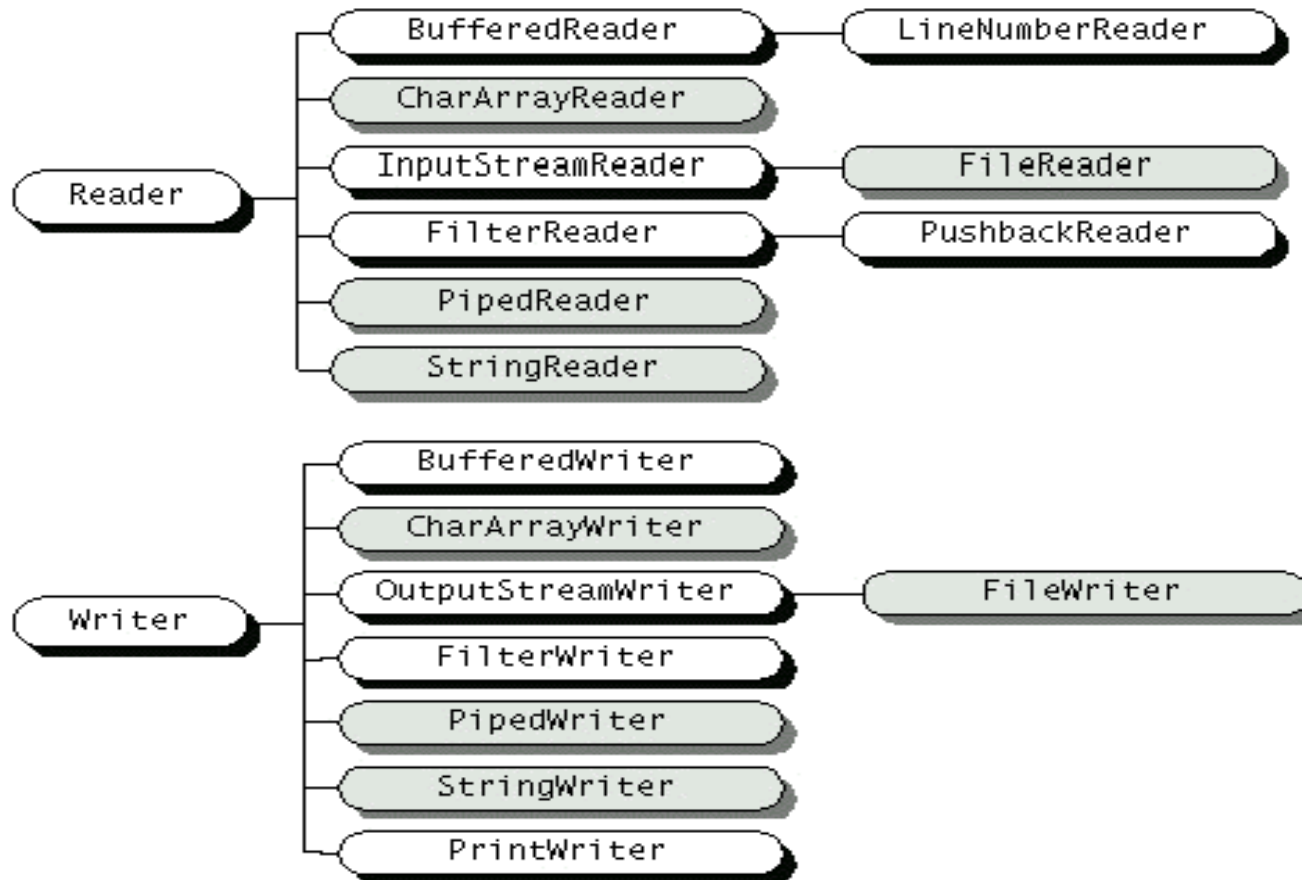 BufferedReader LineNumberReader
CharArrayReader
InputStreamReader FileReader
Reader
FilterReader PushbackReader
PipedReader
StringReader
BufferedWriter
CharArrayWriter
OutputStreamWriter FileWriter
Writer
FilterWriter
PipedWriter
StringWriter
PrintWriter